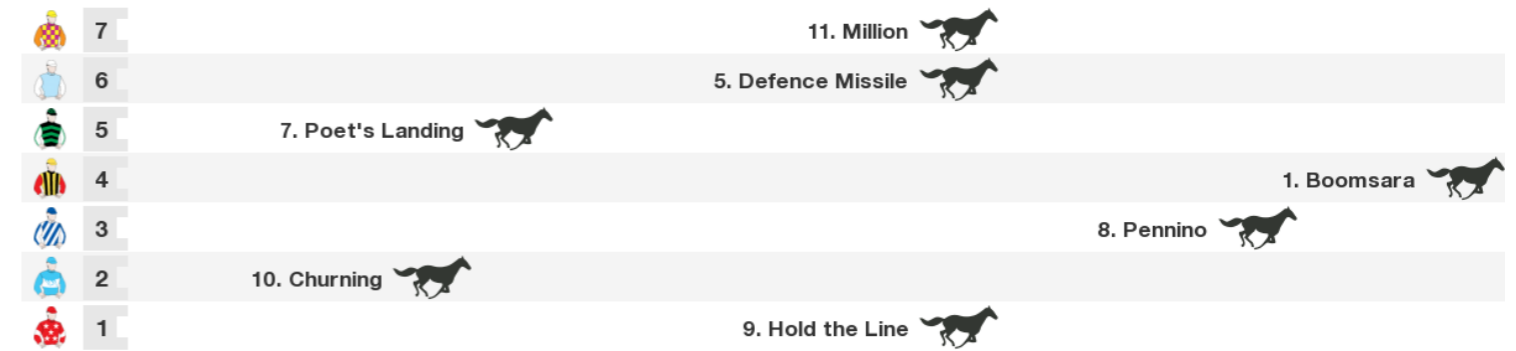 7 11. Million
6 5. Defence Missile
5 7. Poet's Landing
4 1. Boomsara
3 8. Pennino
2 10. Churning
1 9. Hold the Line